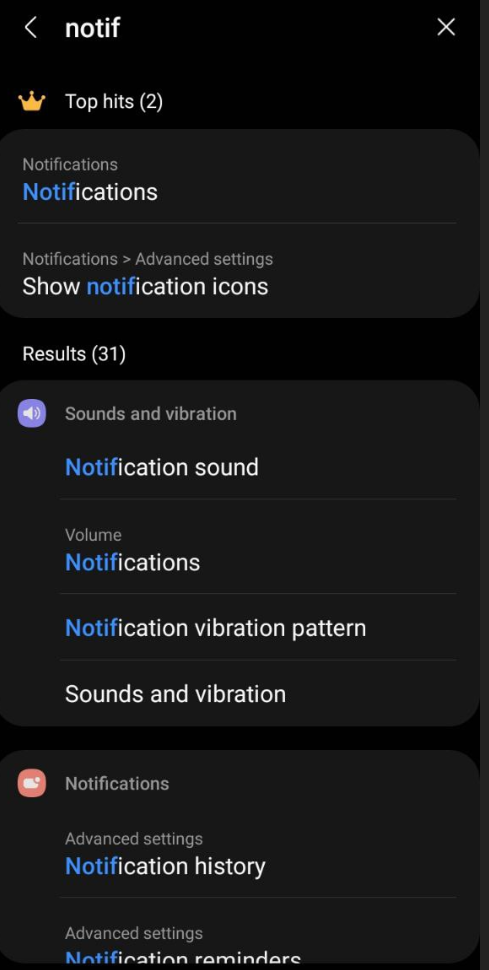 notif
Top hits (2)
Notifications
Notifications
Notifications > Advanced settings
Show notification icons
Results (31)
Sounds and vibration
Notification sound
Volume
Notifications
Notification vibration pattern
Sounds and vibration
Notifications
Advanced settings
Notification history
Advanced settings
Notification reminders